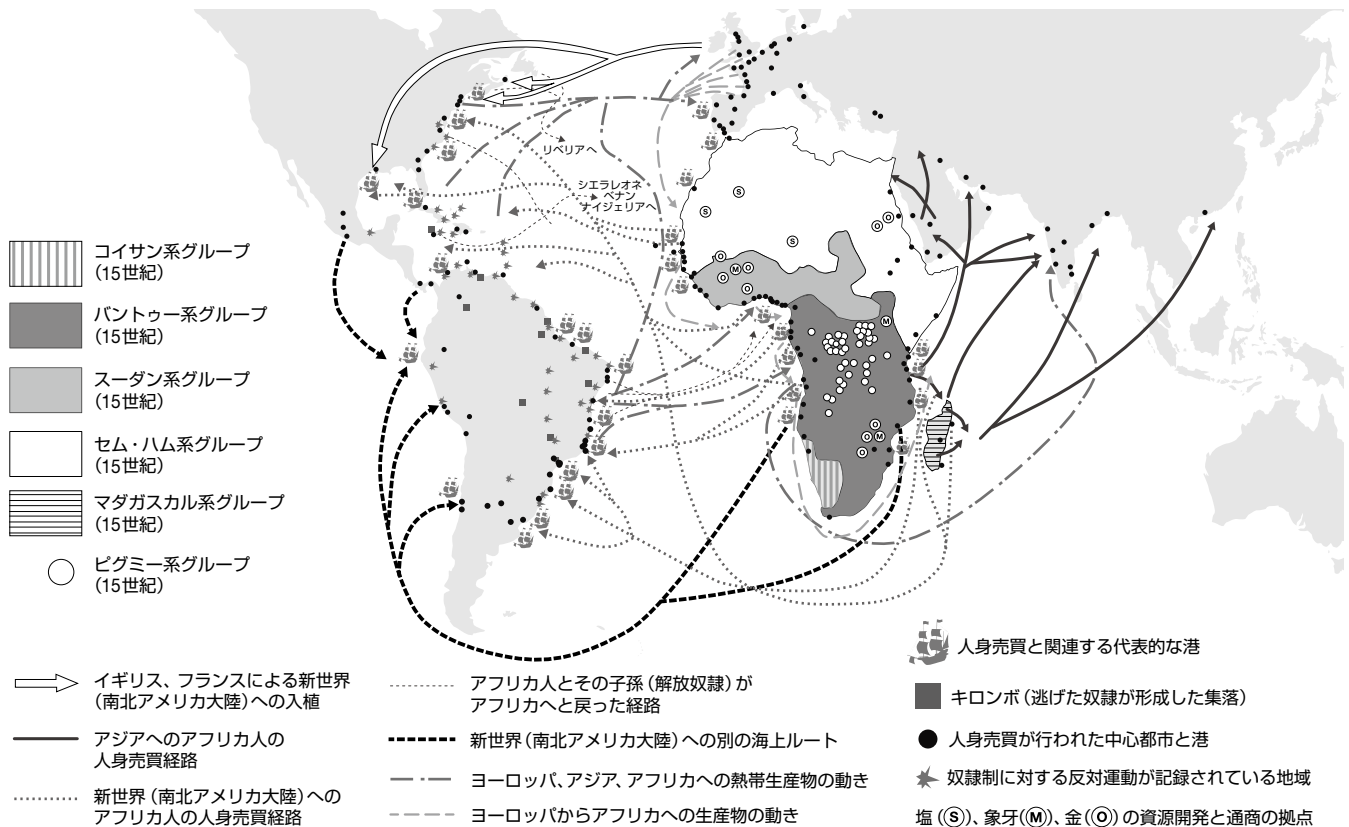 リベリアへ
シエラレオネ
ベナン
ナイジェリアへ
コイサン系グループ
(15世紀)
バントゥー系グループ
(15世紀)
スーダン系グループ
(15世紀)
セム・ハム系グループ
(15世紀)
マダガスカル系グループ
(15世紀)
ピグミー系グループ
(15世紀)
イギリス、フランスによる新世界
(南北アメリカ大陸)への入植
アジアへのアフリカ人の
人身売買経路
新世界(南北アメリカ大陸)への
アフリカ人の人身売買経路
アフリカ人とその子孫(解放奴隷)が
アフリカへと戻った経路
新世界(南北アメリカ大陸)への別の海上ルート
ヨーロッパ、アジア、アフリカへの熱帯生産物の動き
ヨーロッパからアフリカへの生産物の動き
人身売買と関連する代表的な港
キロンボ(逃げた奴隷が形成した集落)
人身売買が行われた中心都市と港
奴隷制に対する反対運動が記録されている地域
塩(Ⓢ)、象牙(Ⓜ)、金(Ⓞ)の資源開発と通商の拠点
Ⓢ
Ⓢ
Ⓢ
Ⓞ
Ⓞ
Ⓞ
Ⓜ
Ⓞ
Ⓞ
Ⓞ
Ⓜ
Ⓞ
Ⓞ
Ⓜ
Ⓞ